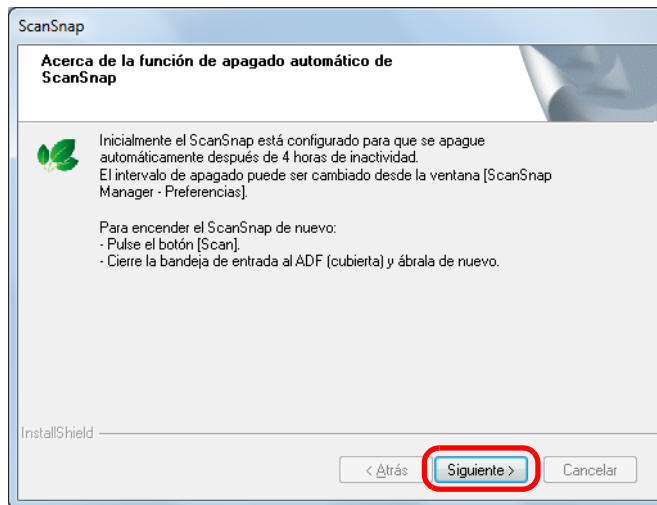 ScanSnap
Acerca de la función de apagado automático de
ScanSnap
Inicialmente el ScanSnap está configurado para que se apague
automáticamente después de 4 horas de inactividad.
El intervalo de apagado puede ser cambiado desde la ventana [ScanSnap
Manager - Preferencias].
Para encender el ScanSnap de nuevo:
- Pulse el botón [Scan].
- Cierre la bandeja de entrada al ADF (cubierta) y ábrala de nuevo.
InstallShield
< Atrás
Siguiente >
Cancelar